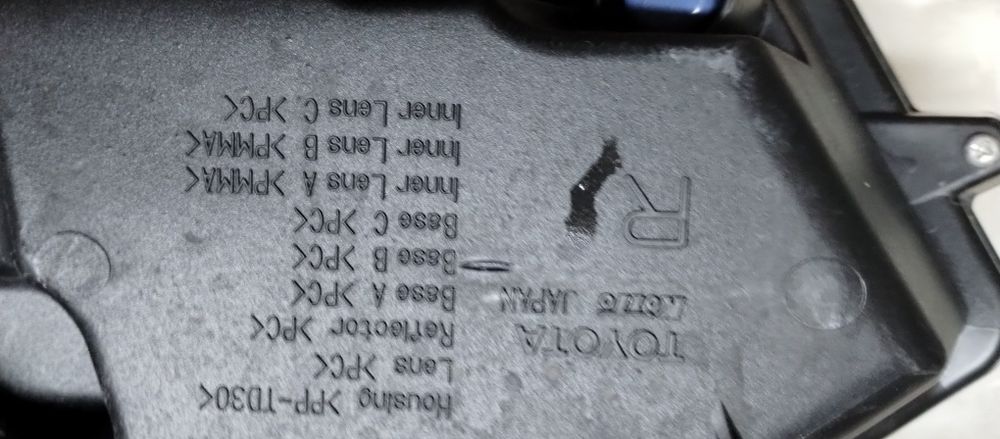 TOYOTA
KOITO JAPAN
R
Housing >PP-TD30<
Lens >PC<
Reflector >PC<
Base A >PC<
Base B >PC<
Base C >PC<
Inner Lens A >PMMA<
Inner Lens B >PMMA<
Inner Lens C >PC<